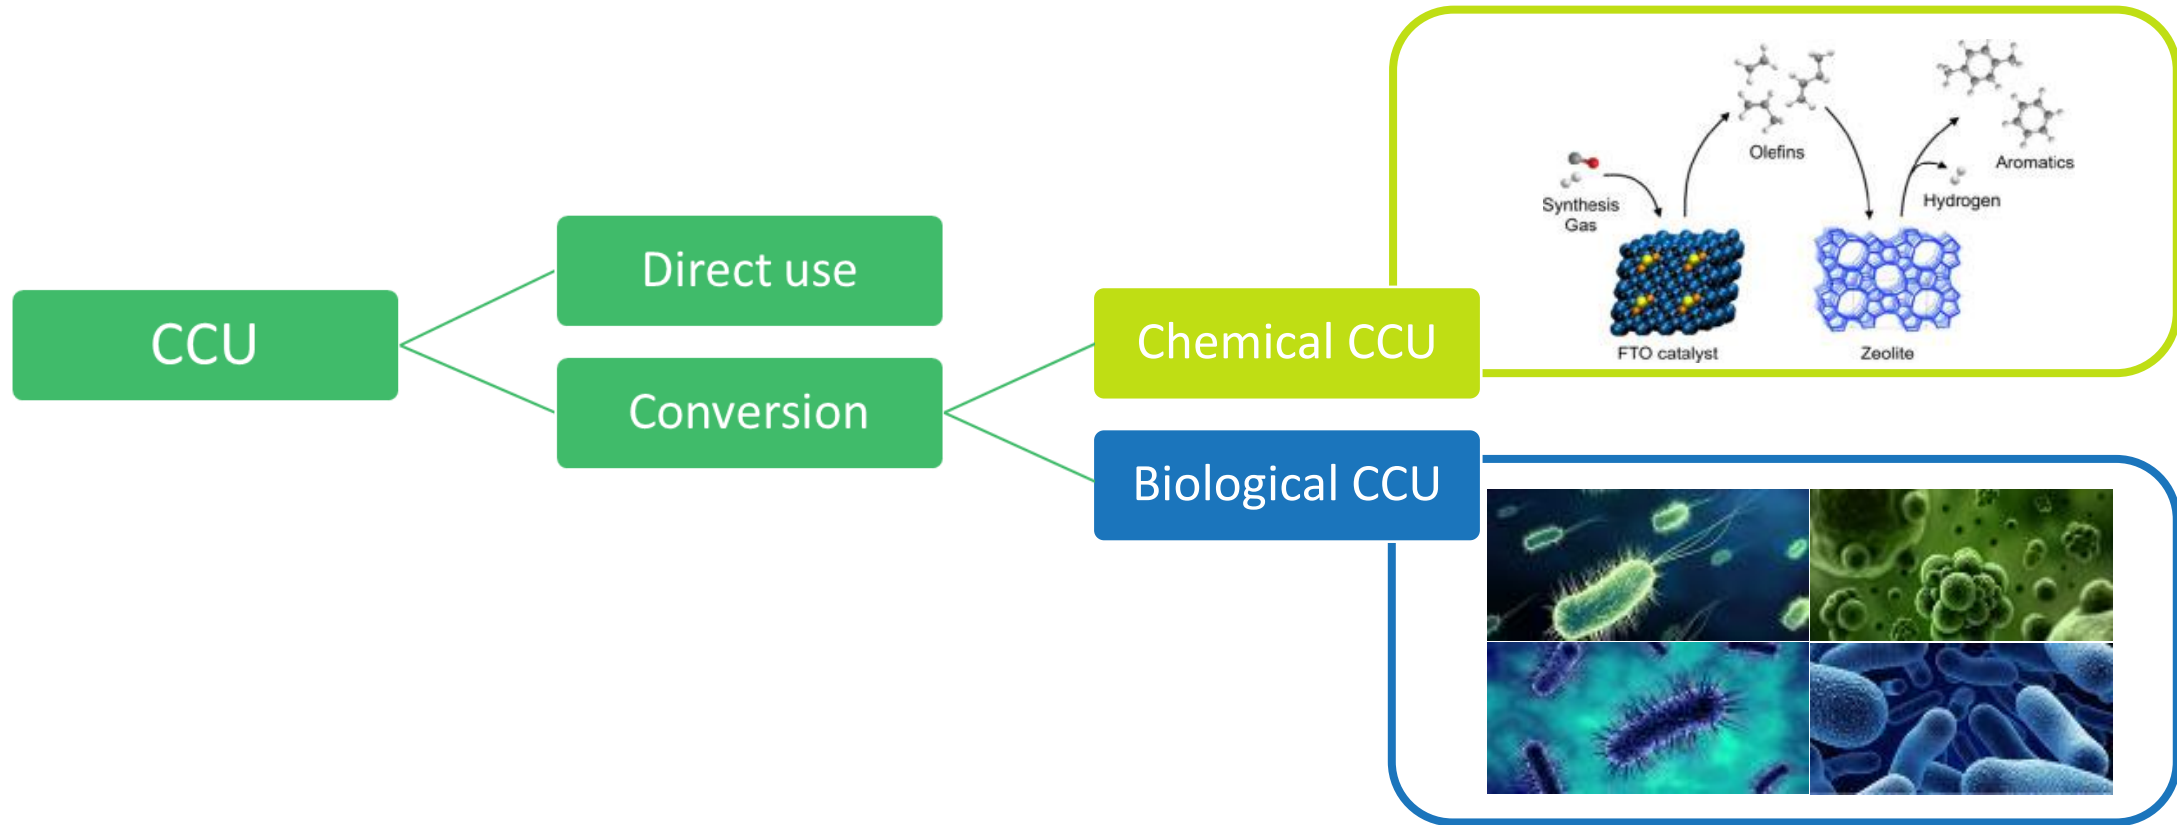 CCU
Direct use
Conversion
Chemical CCU
Biological CCU
Synthesis
Gas
FTO catalyst
Olefins
Zeolite
Hydrogen
Aromatics